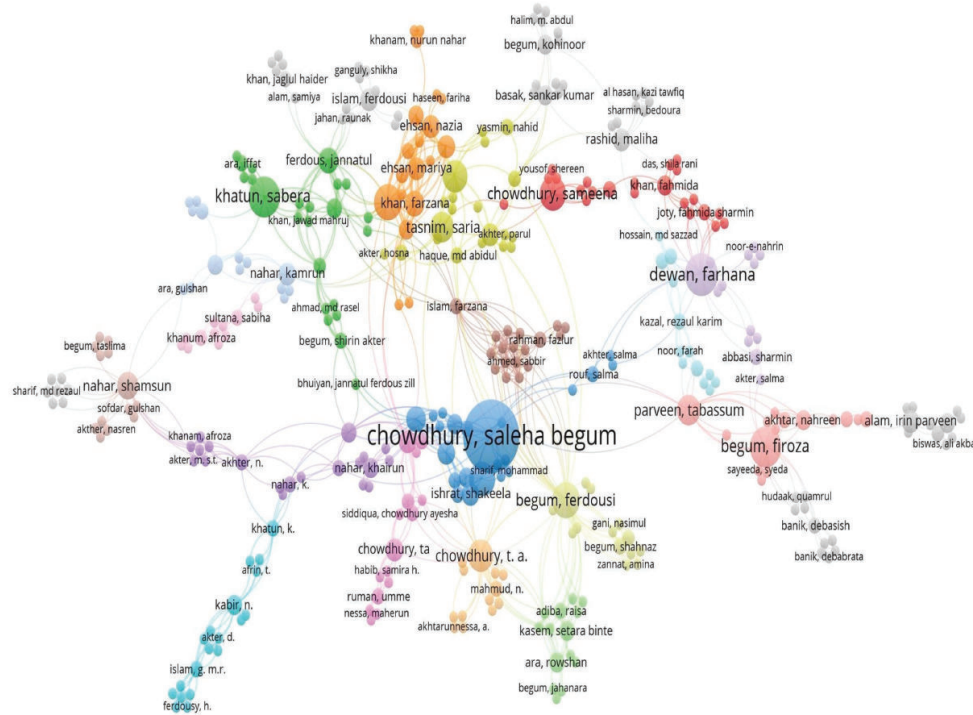 halim, m. abdul
khanam, nurun nahar
begum, kohinoor
ganguly, shikha
khan, jaglul haider
alam, samiya
islam, ferdousi
haseen, fariha
basak, sankar kumar
al hasan, kazi tawfiq
sharmin, bedoura
jahan, raunak
ehsan, nazia
yasmin, nahid
rashid, maliha
ara, iffat
ferdous, jannatul
ehsan, mariya
yousof, shereen
das, shila rani
khatun, sabera
khan, farzana
chowdhury, sameena
khan, fahmida
khan, jawad mahruj
tasnim, saria
akhter, parul
joty, fahmida sharmin
hossain, md sazzad
akter, hosna
haque, md abidul
noor-e-nahrin
nahar, kamrun
dewan, farhana
ara, gulshan
ahmad, md rasel
islam, farzana
sultana, sabiha
kazal, rezaul karim
khanum, afroza
begum, shirin akter
rahman, fazlur
ahmed, sabbir
akhter, salma
noor, farah
abbasi, sharmin
begum, taslima
rouf, salma
akter, salma
nahar, shamsun
sharif, md rezaul
bhuiyan, jannatul ferdous zill
sofdar, gulshan
parveen, tabassum
akther, nasren
chowdhury, saleha begum
akhtar, nahreen
alam, irin parveen
khanam, afroza
akter, m. s.t.
akhter, n.
nahar, khairun
sharif, mohammad
begum, firoza
biswas, ali akba
sayeeda, syeda
nahar, k.
ishrat, shakeela
begum, ferdousi
hudaak, quamrul
siddiqua, chowdhury ayesha
khatun, k.
gani, nasimul
banik, debasish
begum, shahnaz
chowdhury, ta
chowdhury, t. a.
banik, debabrata
afrin, t.
habib, samira h.
zannat, amina
kabir, n.
ruman, umme
mahmud, n.
nessa, maherun
adiba, raisa
akter, d.
akhtarunnessa, a.
kasem, setara binte
islam, g. m.r.
ara, rowshan
begum, jahanara
ferdousy, h.